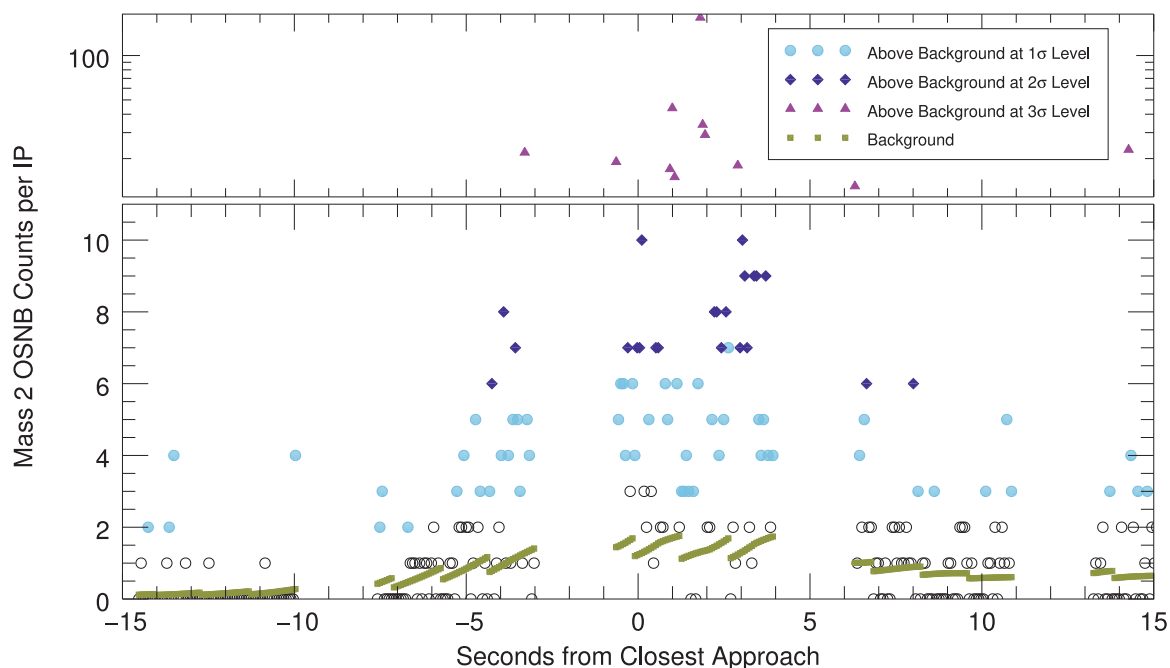 Mass 2 OSNB Counts per IP
100
Above Background at 1σ Level
Above Background at 2σ Level
Above Background at 3σ Level
Background
10
8
6
4
2
0
−15 −10 −5 0 5 10 15
Seconds from Closest Approach